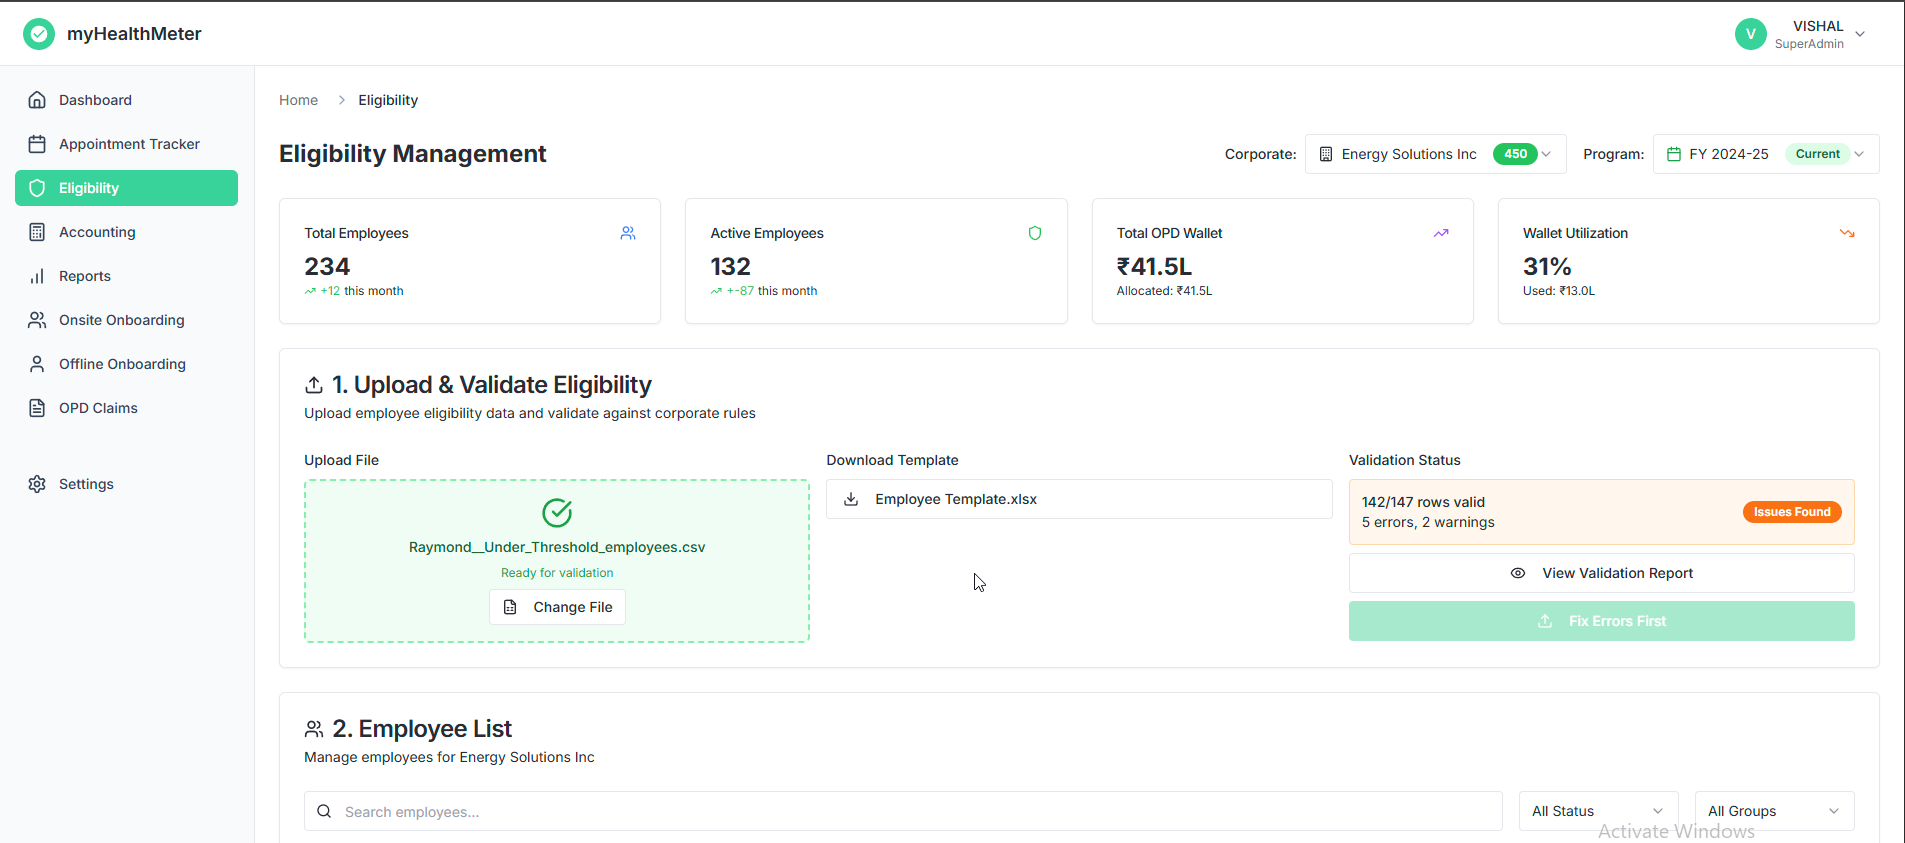 myHealthMeter
V
VISHAL
SuperAdmin
Dashboard
Appointment Tracker
Eligibility
Accounting
Reports
Onsite Onboarding
Offline Onboarding
OPD Claims
Settings
Home > Eligibility
Eligibility Management
Corporate: Energy Solutions Inc 450
Program: FY 2024-25 Current
Total Employees
234
+12 this month
Active Employees
132
+-87 this month
Total OPD Wallet
₹41.5L
Allocated: ₹41.5L
Wallet Utilization
31%
Used: ₹13.0L
1. Upload & Validate Eligibility
Upload employee eligibility data and validate against corporate rules
Upload File
Raymond__Under_Threshold_employees.csv
Ready for validation
Change File
Download Template
Employee Template.xlsx
Validation Status
142/147 rows valid
5 errors, 2 warnings
Issues Found
View Validation Report
Fix Errors First
2. Employee List
Manage employees for Energy Solutions Inc
Search employees...
All Status
All Groups
Activate Windows